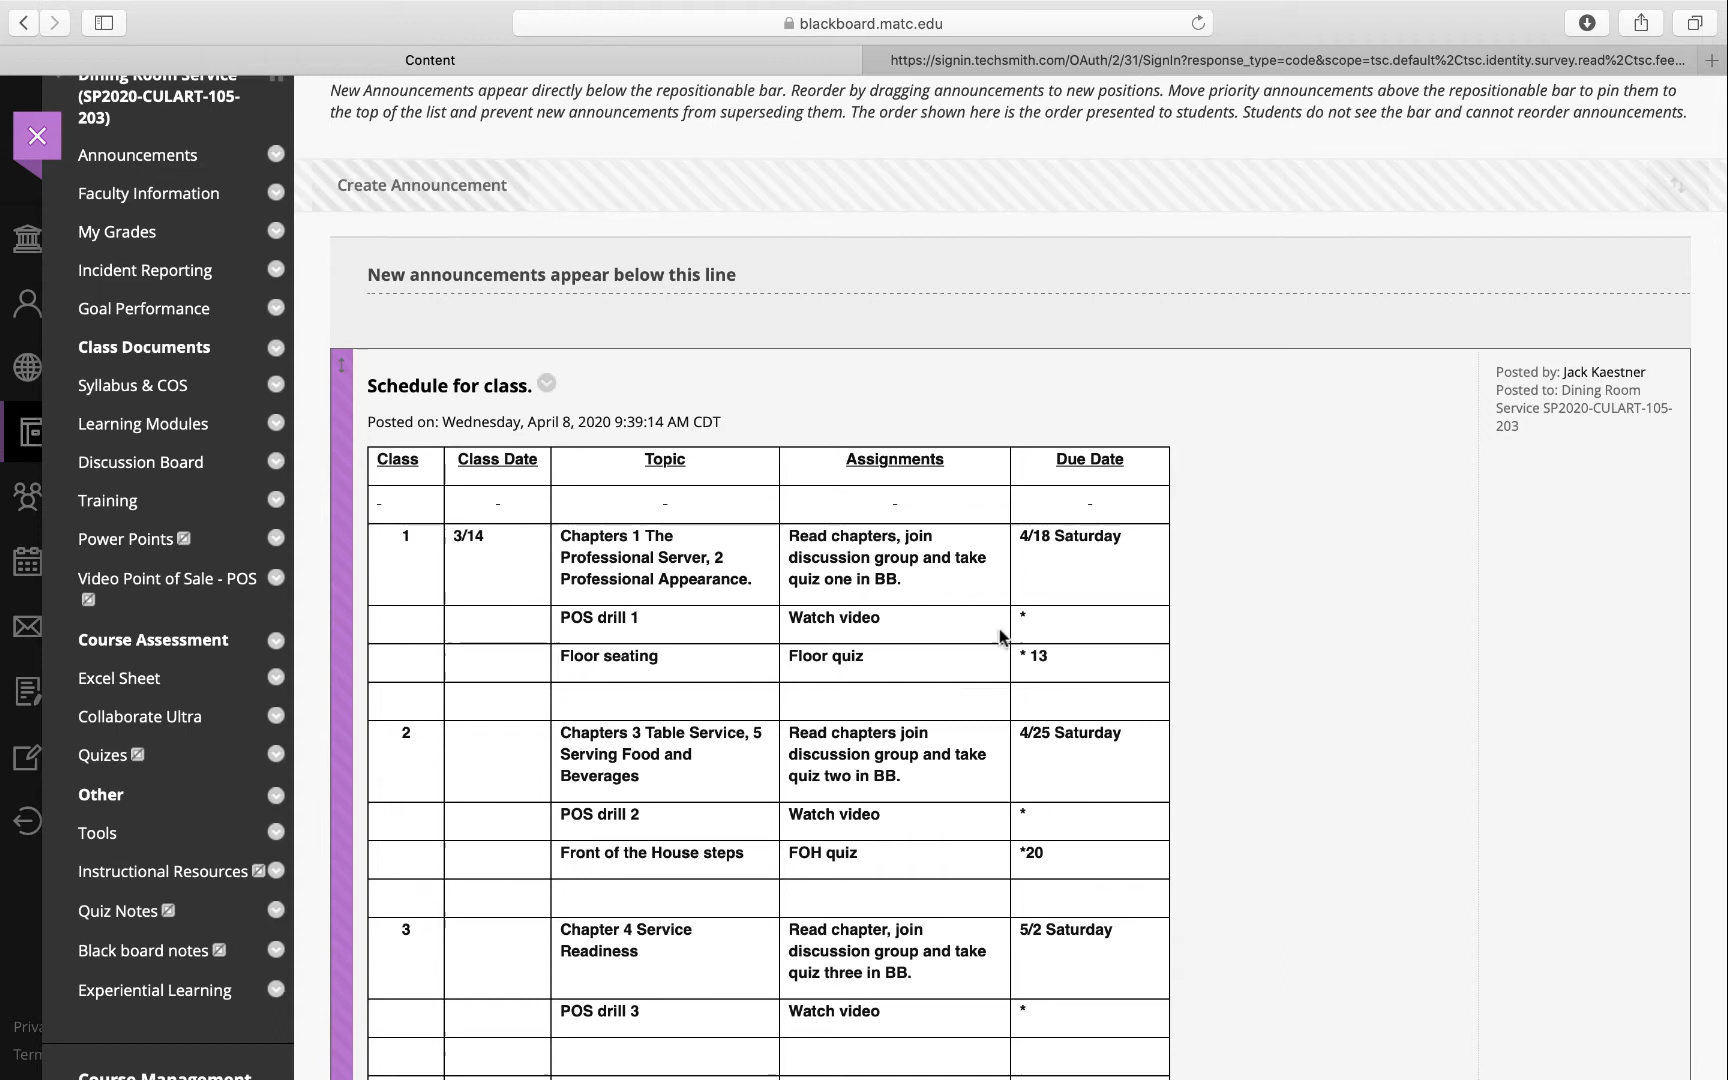 blackboard.matc.edu
Content
https://signin.techsmith.com/OAuth/2/31/SignIn?response_type=code&scope=tsc.default%2Ctsc.identity.survey.read%2Ctsc.fee...
Dining Room Service
(SP2020-CULART-105-
203)
Announcements
Faculty Information
My Grades
Incident Reporting
Goal Performance
Class Documents
Syllabus & COS
Learning Modules
Discussion Board
Training
Power Points
Video Point of Sale - POS
Course Assessment
Excel Sheet
Collaborate Ultra
Quizes
Other
Tools
Instructional Resources
Quiz Notes
Black board notes
Experiential Learning
Priva
Term
Course Management
New Announcements appear directly below the repositionable bar. Reorder by dragging announcements to new positions. Move priority announcements above the repositionable bar to pin them to
the top of the list and prevent new announcements from superseding them. The order shown here is the order presented to students. Students do not see the bar and cannot reorder announcements.
Create Announcement
New announcements appear below this line
Schedule for class.
Posted on: Wednesday, April 8, 2020 9:39:14 AM CDT
Posted by: Jack Kaestner
Posted to: Dining Room
Service SP2020-CULART-105-
203
Class Class Date Topic Assignments Due Date
- - - - -
1 3/14 Chapters 1 The Read chapters, join 4/18 Saturday
Professional Server, 2 discussion group and take
Professional Appearance. quiz one in BB.
POS drill 1 Watch video *
Floor seating Floor quiz * 13
2 Chapters 3 Table Service, 5 Read chapters join 4/25 Saturday
Serving Food and discussion group and take
Beverages quiz two in BB.
POS drill 2 Watch video *
Front of the House steps FOH quiz *20
3 Chapter 4 Service Read chapter, join 5/2 Saturday
Readiness discussion group and take
quiz three in BB.
POS drill 3 Watch video *